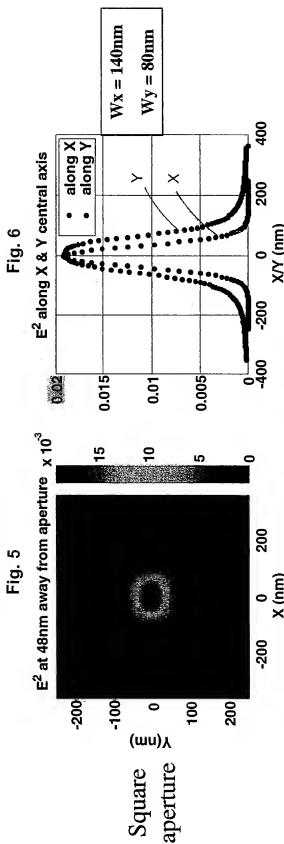 Square
aperture
Fig. 5
E² at 48nm away from aperture
x 10⁻³
15
10
5
0
-200
-100
0
100
200
Y(nm)
-200
0
200
X (nm)
Fig. 6
E² along X & Y central axis
0.02
0.015
0.01
0.005
0
along X
along Y
Y
X
-400
-200
0
200
400
X/Y (nm)
Wx = 140nm
Wy = 80nm